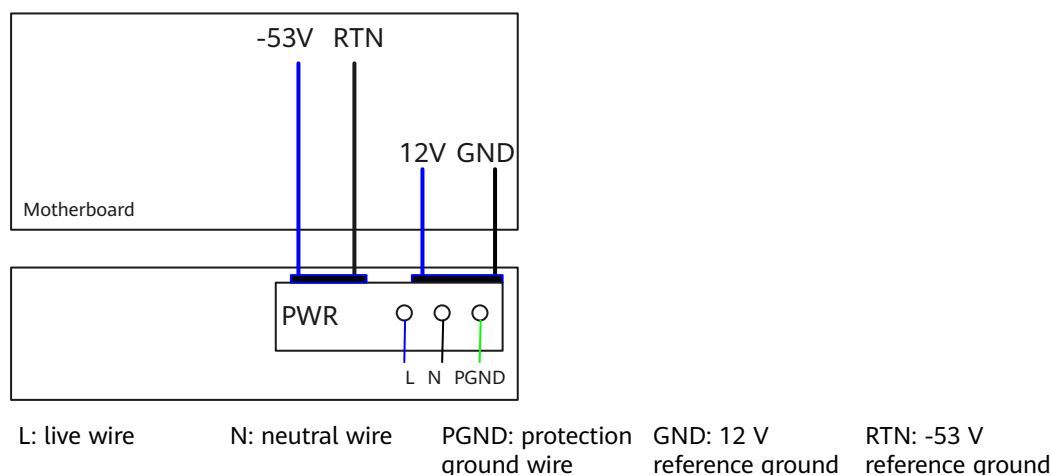 -53V RTN
12V GND
Motherboard
PWR
L N PGND
L: live wire N: neutral wire PGND: protection ground wire GND: 12 V reference ground RTN: -53 V reference ground